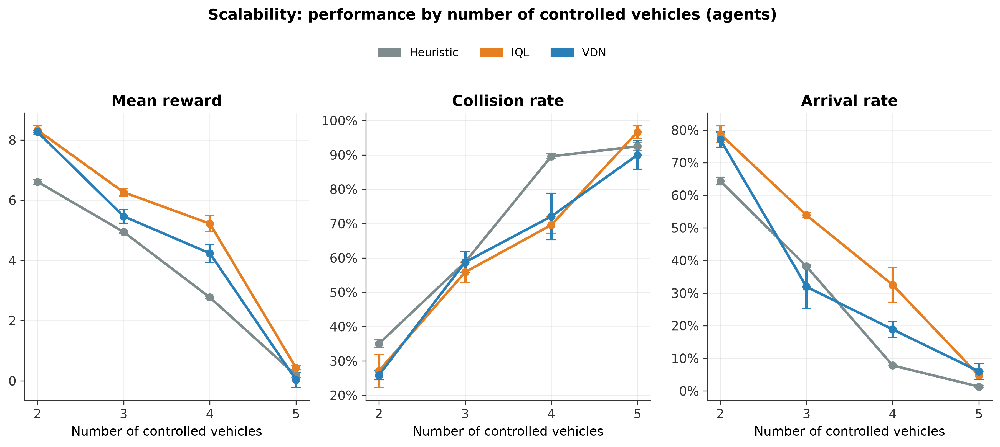 Scalability: performance by number of controlled vehicles (agents)
Heuristic IQL VDN
Mean reward
8
6
4
2
0
2 3 4 5
Number of controlled vehicles
Collision rate
100%
90%
80%
70%
60%
50%
40%
30%
20%
2 3 4 5
Number of controlled vehicles
Arrival rate
80%
70%
60%
50%
40%
30%
20%
10%
0%
2 3 4 5
Number of controlled vehicles